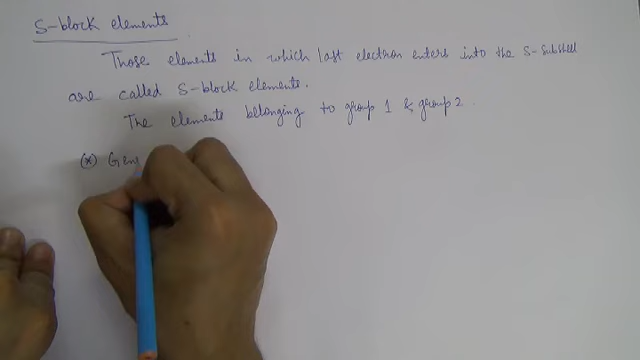 S-block elements
Those elements in which last electron enters into the S-Subshell
are called S-block elements.
The elements belonging to group 1 & group 2
(*) Gen